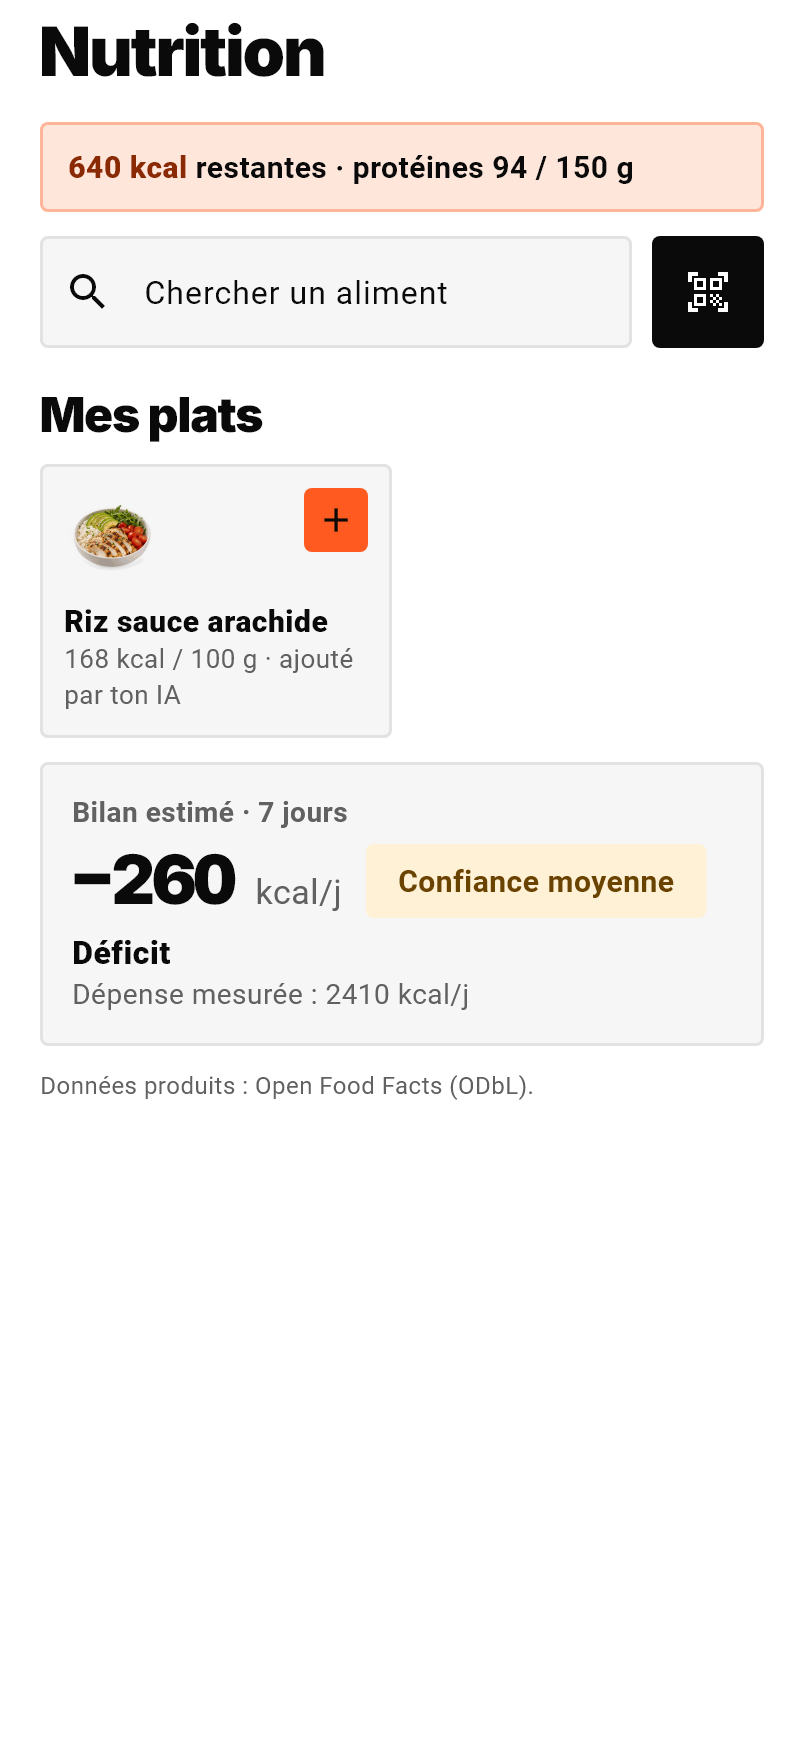 Nutrition
640 kcal restantes · protéines 94 / 150 g
Chercher un aliment
Mes plats
Riz sauce arachide
168 kcal / 100 g · ajouté
par ton IA
Bilan estimé · 7 jours
−260 kcal/j
Confiance moyenne
Déficit
Dépense mesurée : 2410 kcal/j
Données produits : Open Food Facts (ODbL).